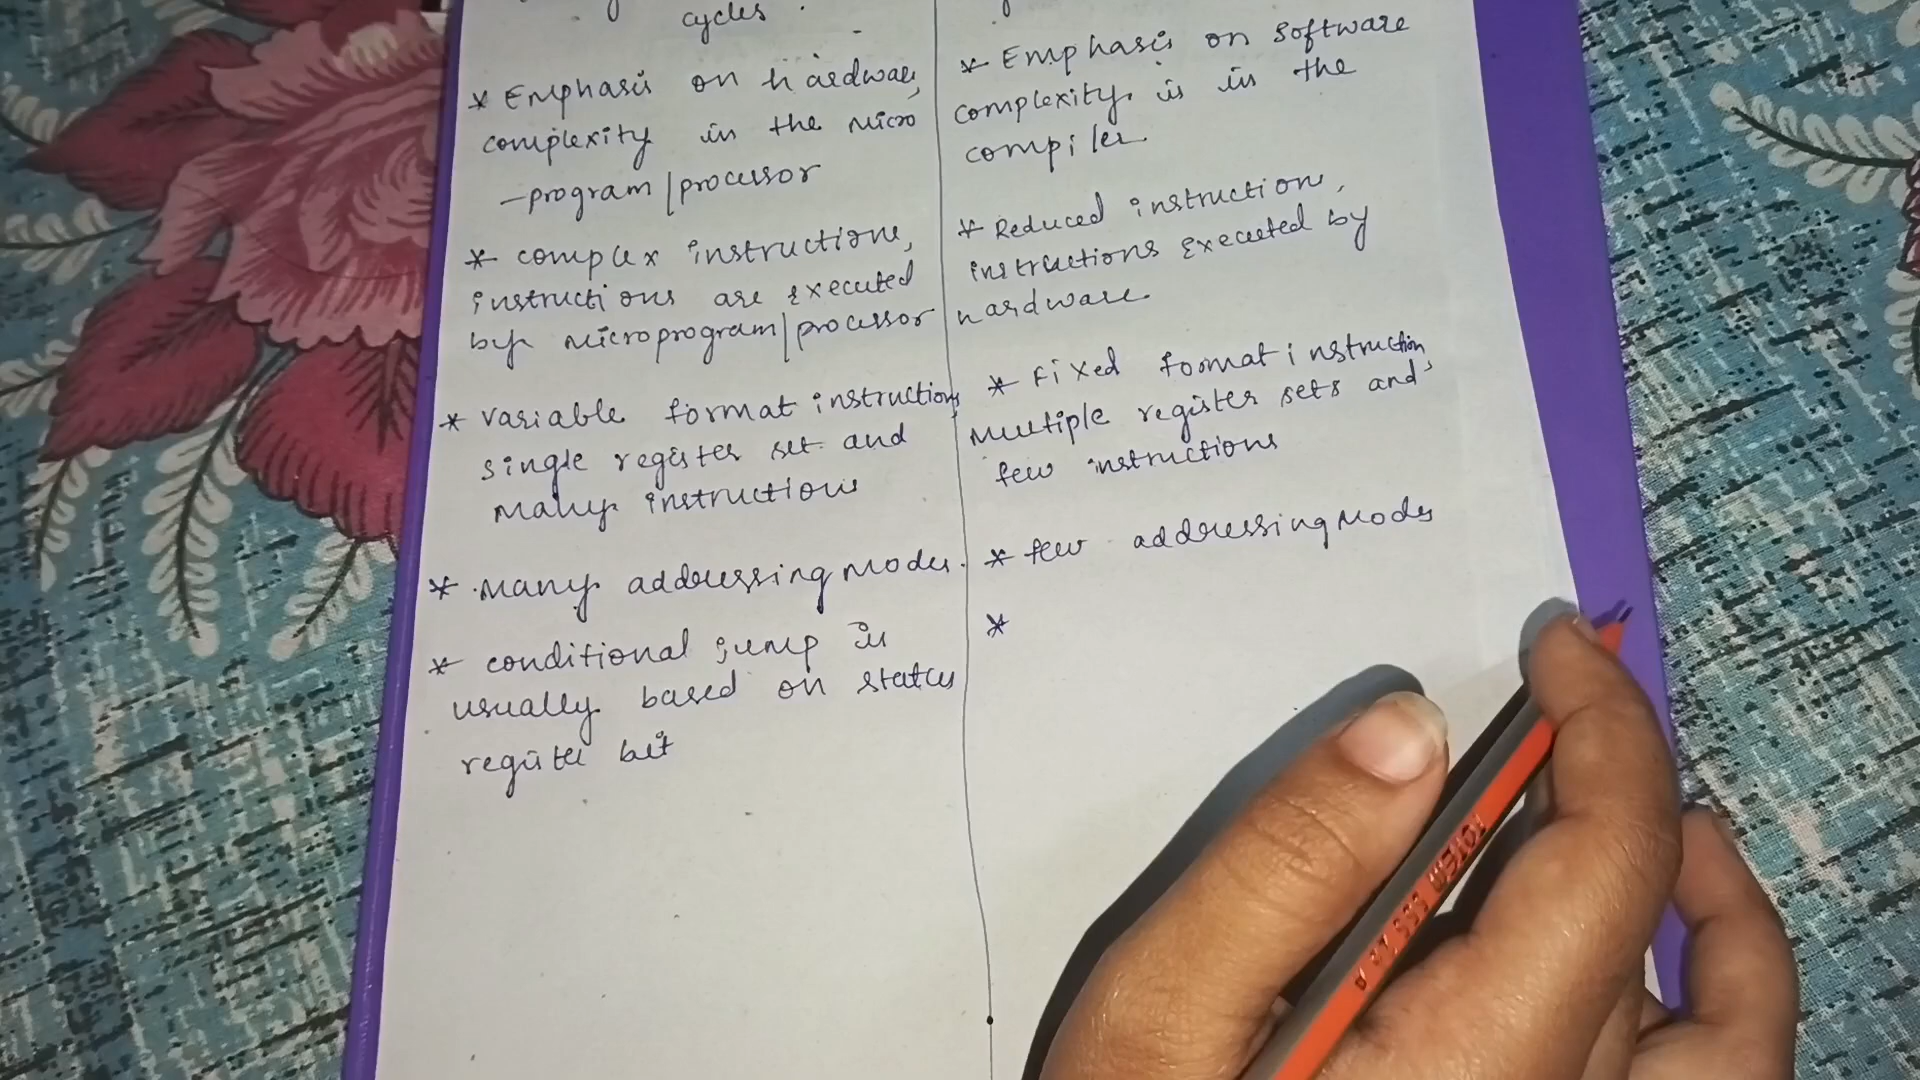 cycles.
* Emphasis on hardware,
complexity in the micro
-program/processor
* complex instructions,
instructions are executed
by microprogram/processor
* variable format instructions
single register set and
many instructions
* Many addressing modes.
* conditional jump is
usually based on status
register bit
* Emphasis on software
complexity is in the
compiler
* Reduced instructions,
instructions executed by
hardware.
* Fixed format instruction,
Multiple register sets and
few instructions
* few addressing modes
*
TOTEM 555